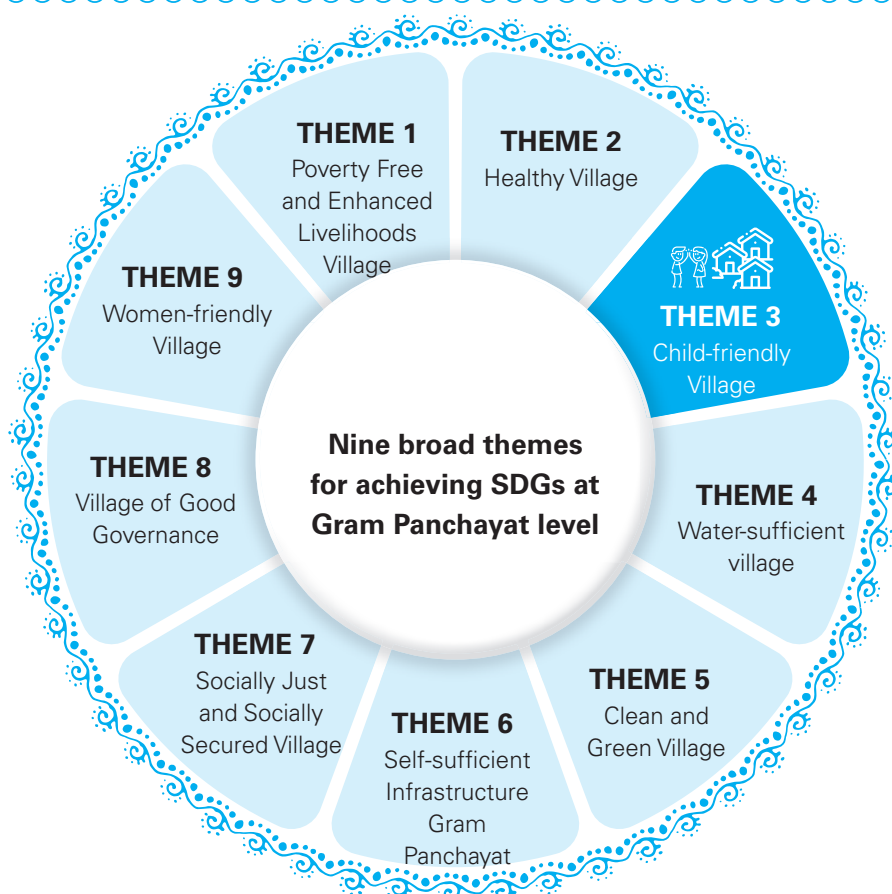 THEME 1
Poverty Free
and Enhanced
Livelihoods
Village
THEME 2
Healthy Village
THEME 3
Child-friendly
Village
THEME 4
Water-sufficient
village
THEME 5
Clean and
Green Village
THEME 6
Self-sufficient
Infrastructure
Gram
Panchayat
THEME 7
Socially Just
and Socially
Secured Village
THEME 8
Village of Good
Governance
THEME 9
Women-friendly
Village
Nine broad themes
for achieving SDGs at
Gram Panchayat level